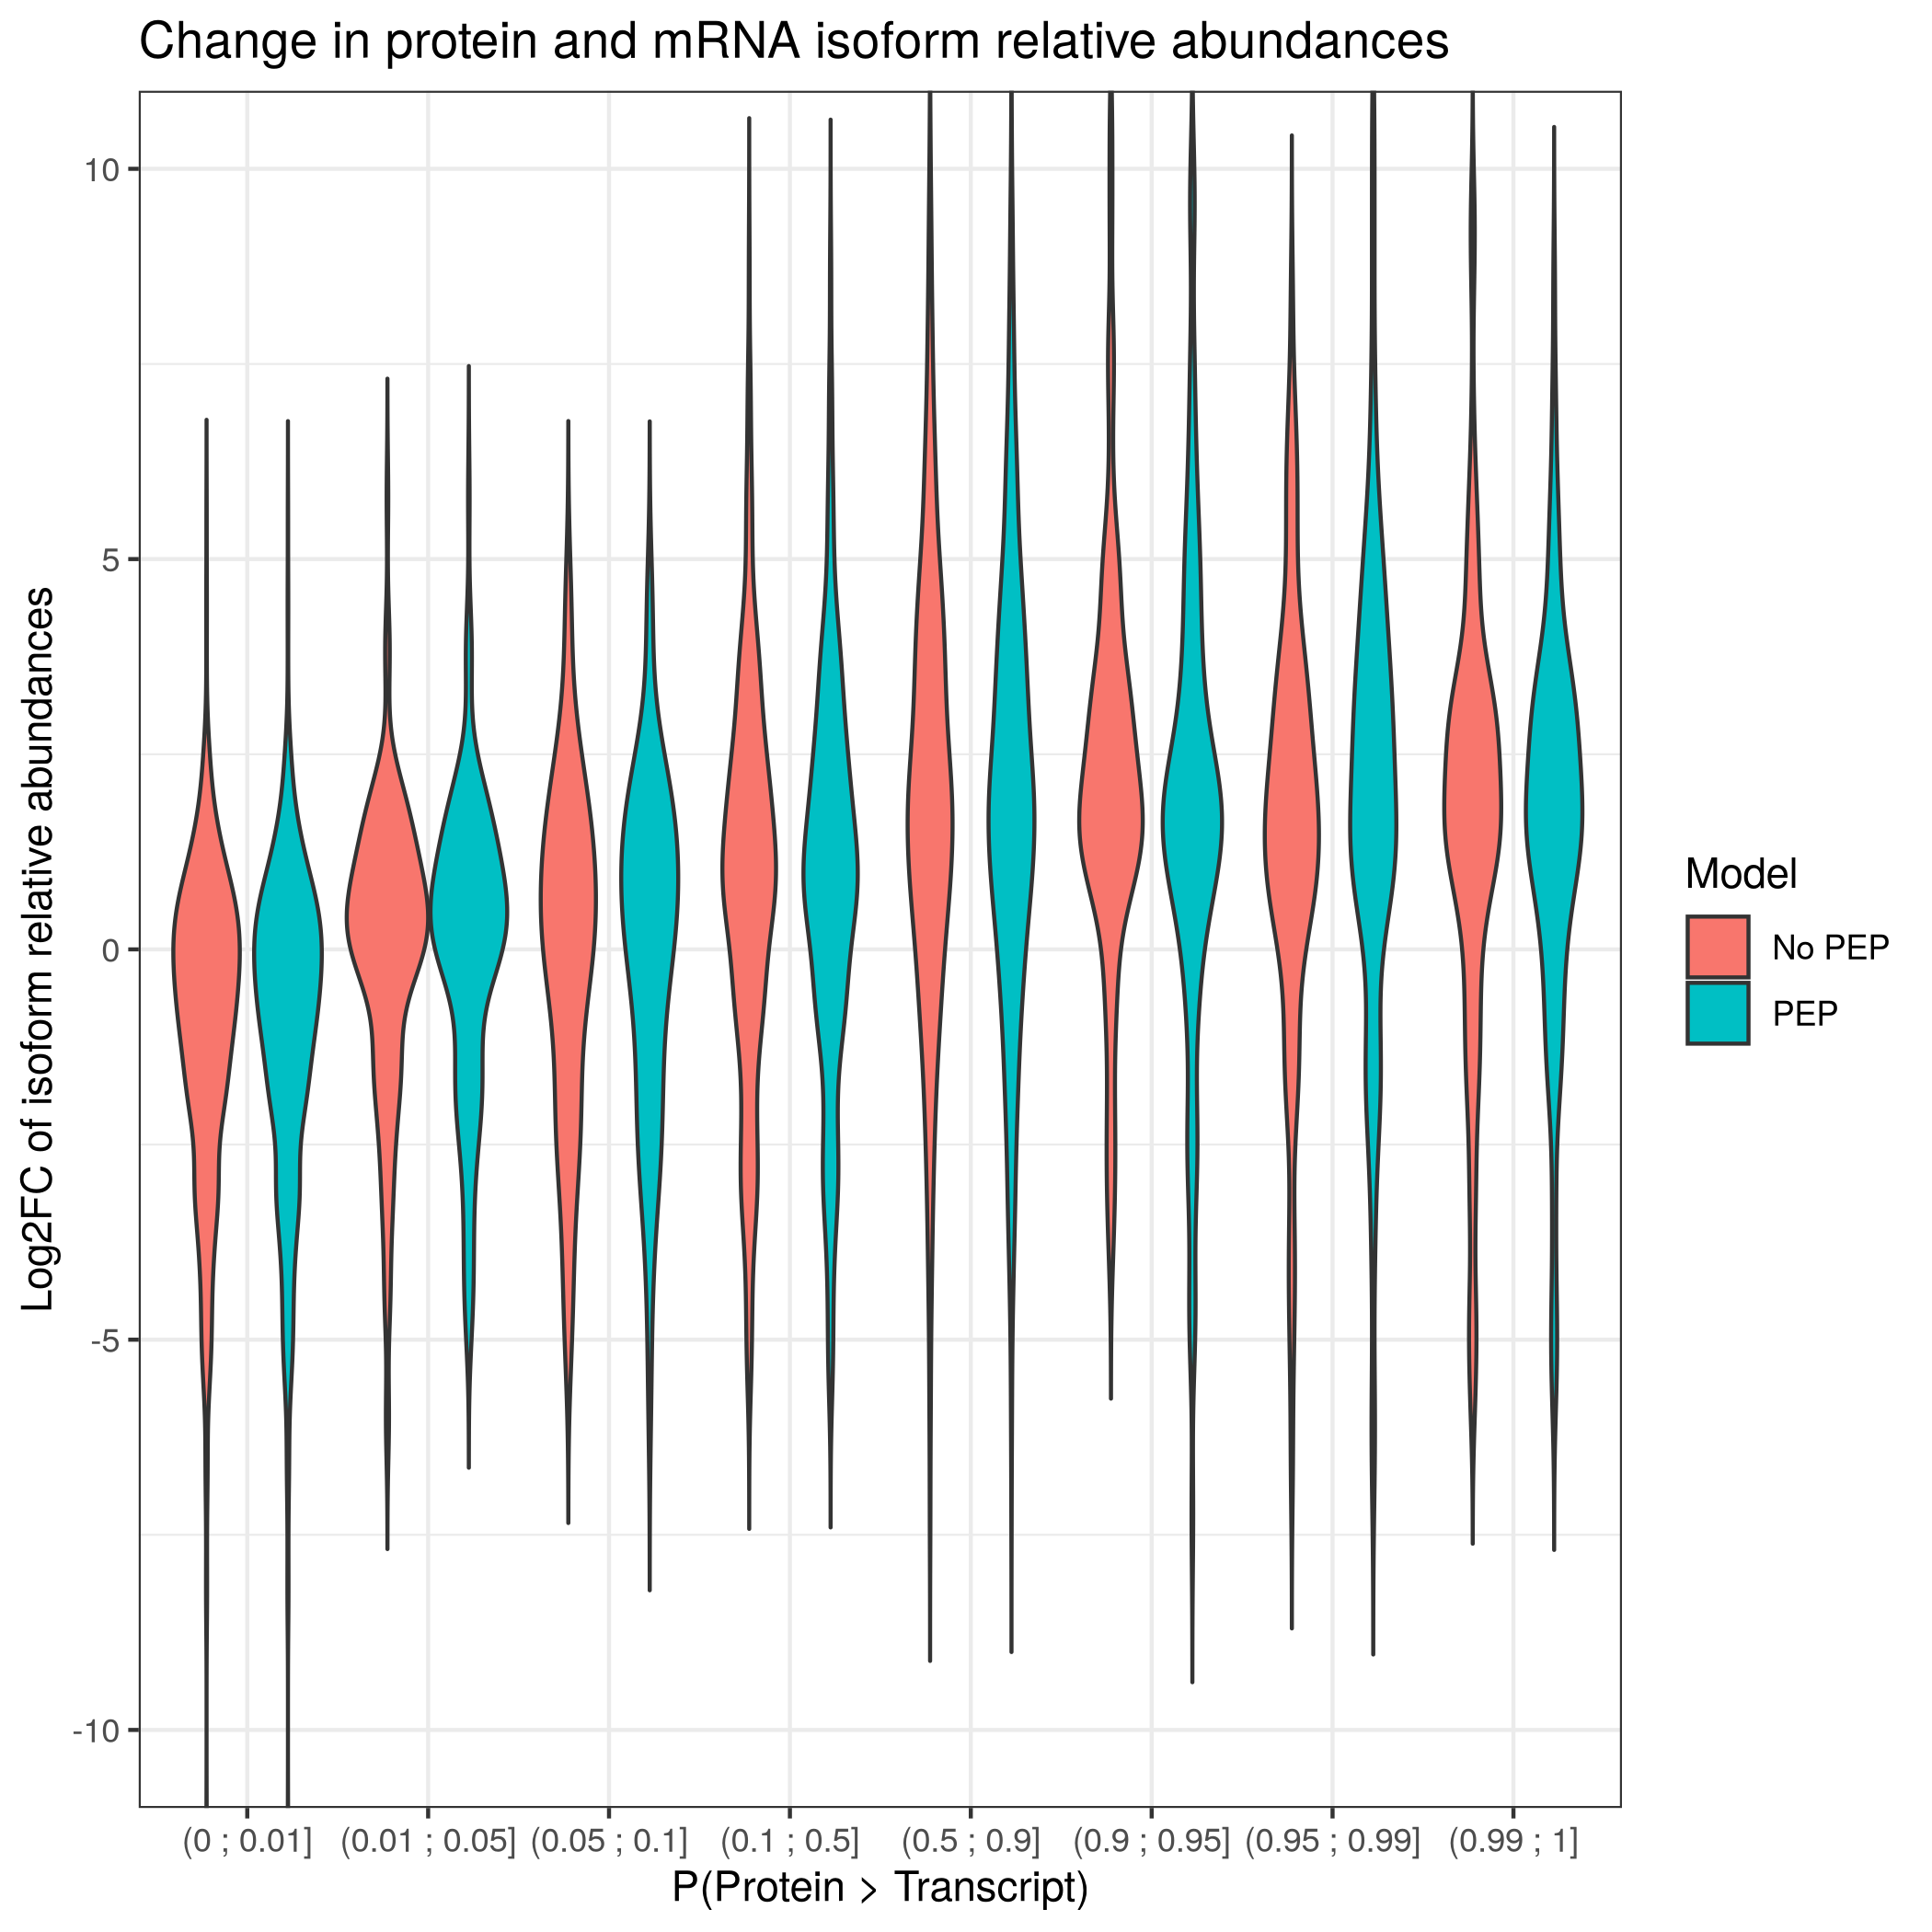 Change in protein and mRNA isoform relative abundances
Log2FC of isoform relative abundances
10
5
0
-5
-10
(0 ; 0.01] (0.01 ; 0.05] (0.05 ; 0.1] (0.1 ; 0.5] (0.5 ; 0.9] (0.9 ; 0.95] (0.95 ; 0.99] (0.99 ; 1]
P(Protein > Transcript)
Model
No PEP
PEP